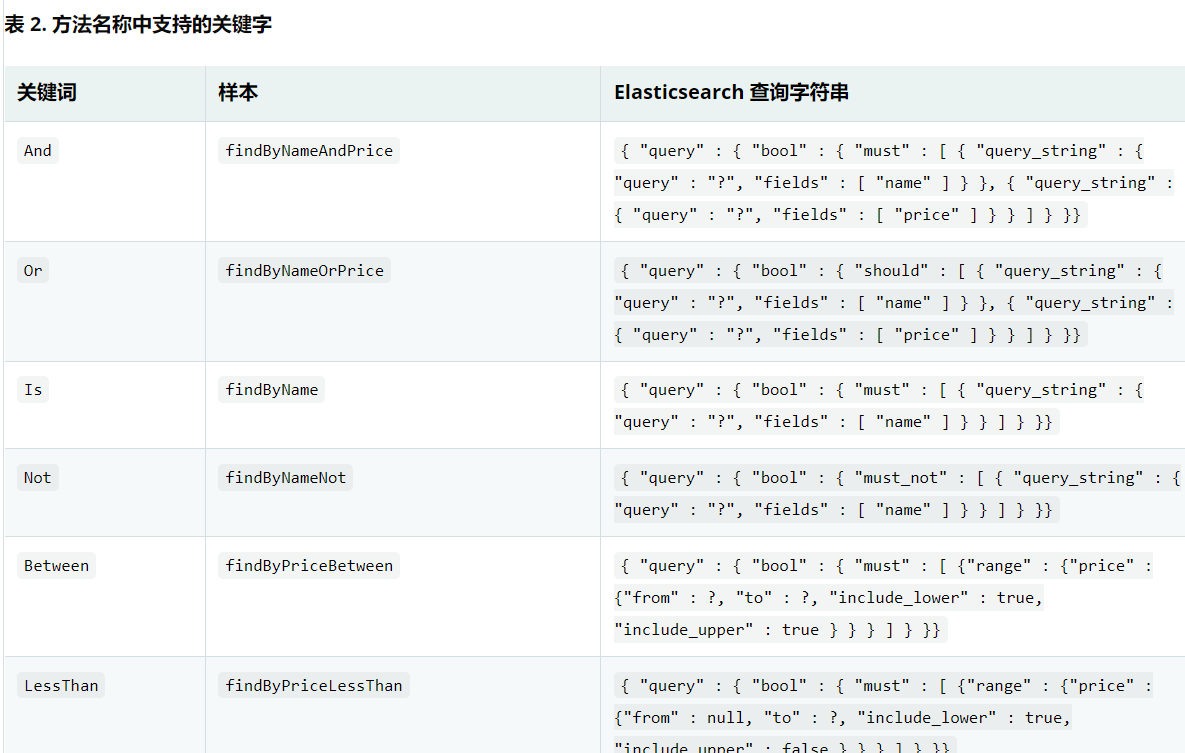 表 2. 方法名称中支持的关键字
关键词 样本 Elasticsearch 查询字符串
And findByNameAndPrice { "query" : { "bool" : { "must" : [ { "query_string" : {
"query" : "?", "fields" : [ "name" ] } }, { "query_string" :
{ "query" : "?", "fields" : [ "price" ] } } ] } }}
Or findByNameOrPrice { "query" : { "bool" : { "should" : [ { "query_string" : {
"query" : "?", "fields" : [ "name" ] } }, { "query_string" :
{ "query" : "?", "fields" : [ "price" ] } } ] } }}
Is findByName { "query" : { "bool" : { "must" : [ { "query_string" : {
"query" : "?", "fields" : [ "name" ] } } ] } }}
Not findByNameNot { "query" : { "bool" : { "must_not" : [ { "query_string" : {
"query" : "?", "fields" : [ "name" ] } } ] } }}
Between findByPriceBetween { "query" : { "bool" : { "must" : [ {"range" : {"price" :
{"from" : ?, "to" : ?, "include_lower" : true,
"include_upper" : true } } } ] } }}
LessThan findByPriceLessThan { "query" : { "bool" : { "must" : [ {"range" : {"price" :
{"from" : null, "to" : ?, "include_lower" : true,
"include_upper" : false } } } ] } }}